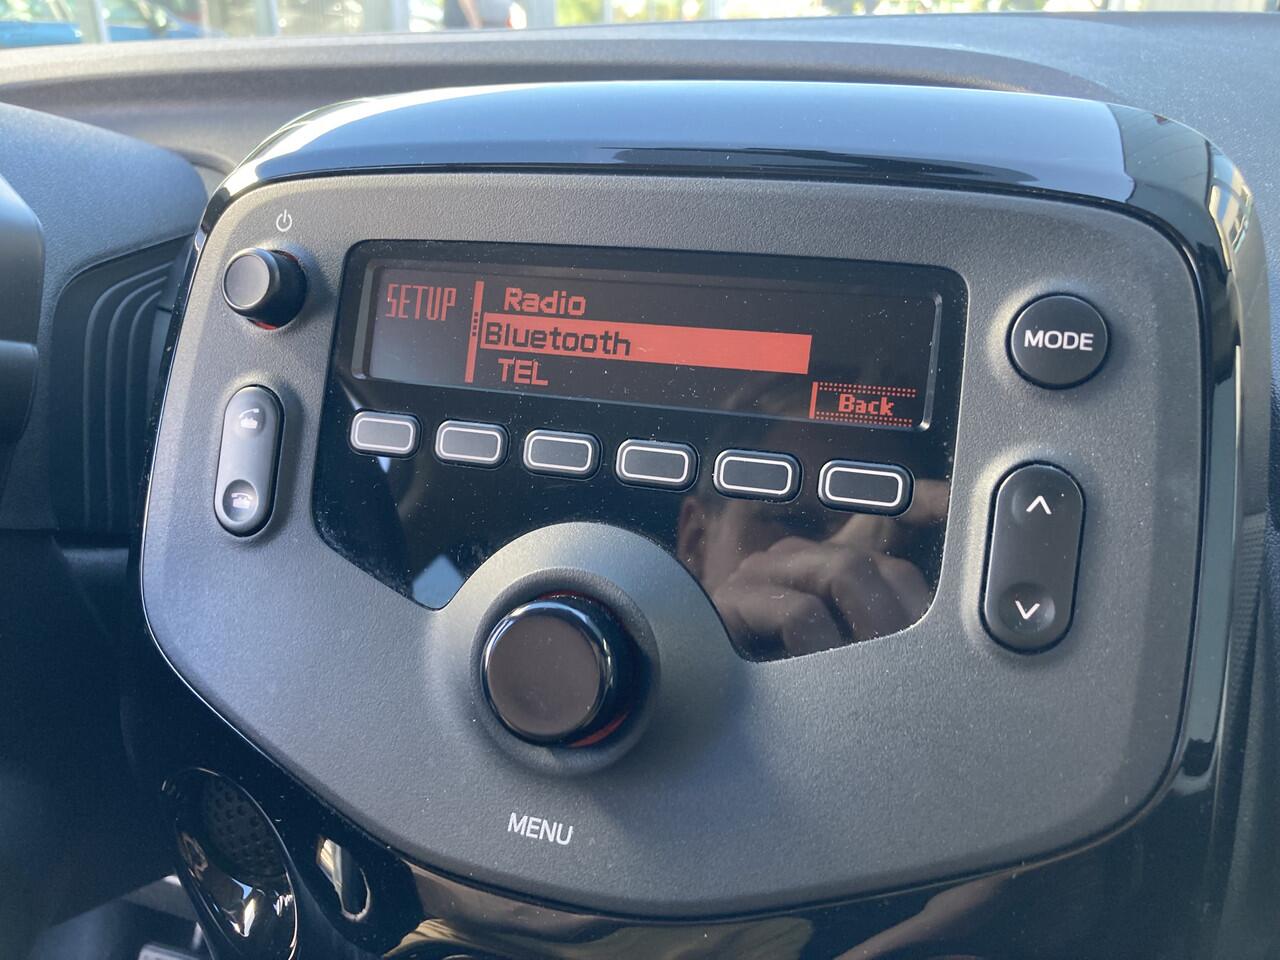 SETUP
Radio
Bluetooth
TEL
Back
MODE
MENU